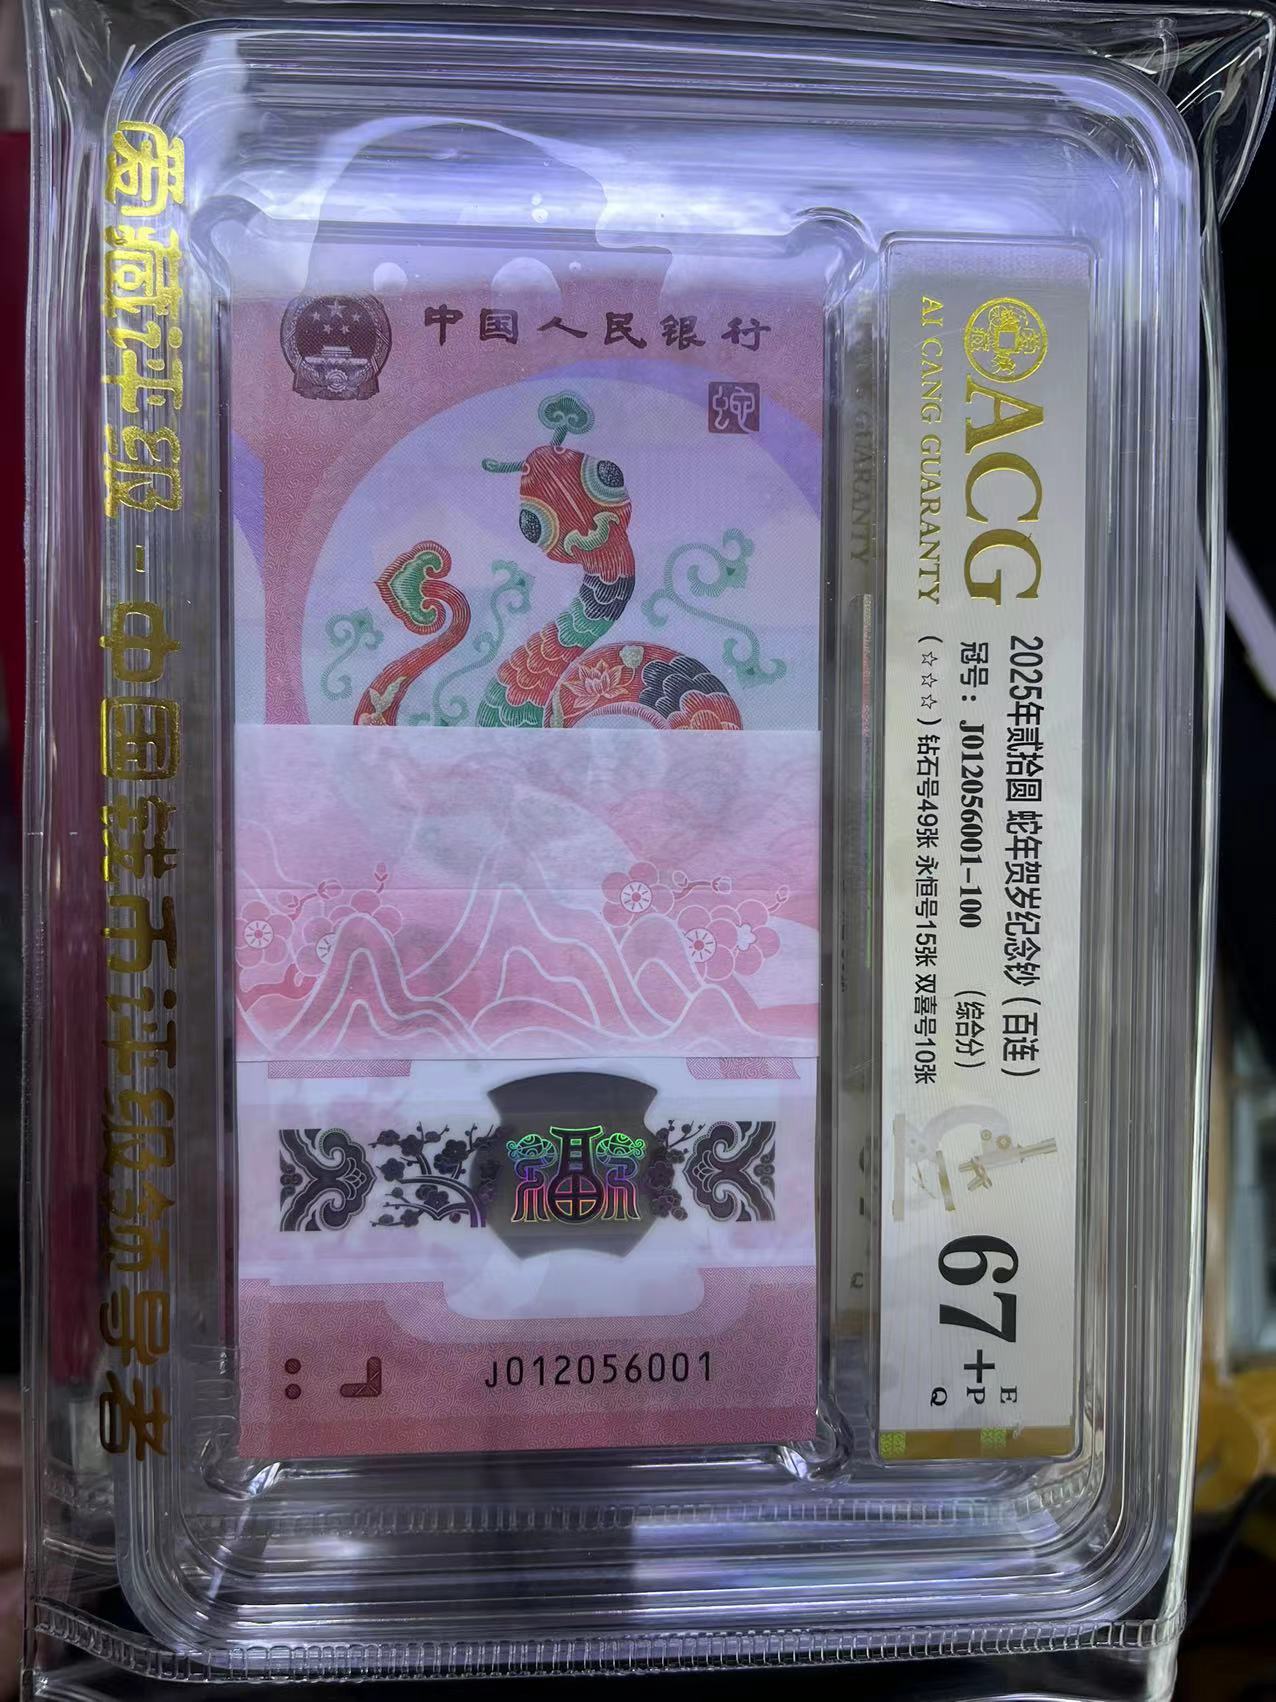 爱藏评级-中国钱币评级领导者
中国人民银行
蛇
J012056001
ACG
AI CANG GUARANTY
2025年贰拾圆 蛇年贺岁纪念钞(百连)
冠号:J012056001-100 (综合分)
(☆☆☆)钻石号49张 永恒号15张 双喜号10张
67+
E
P
Q